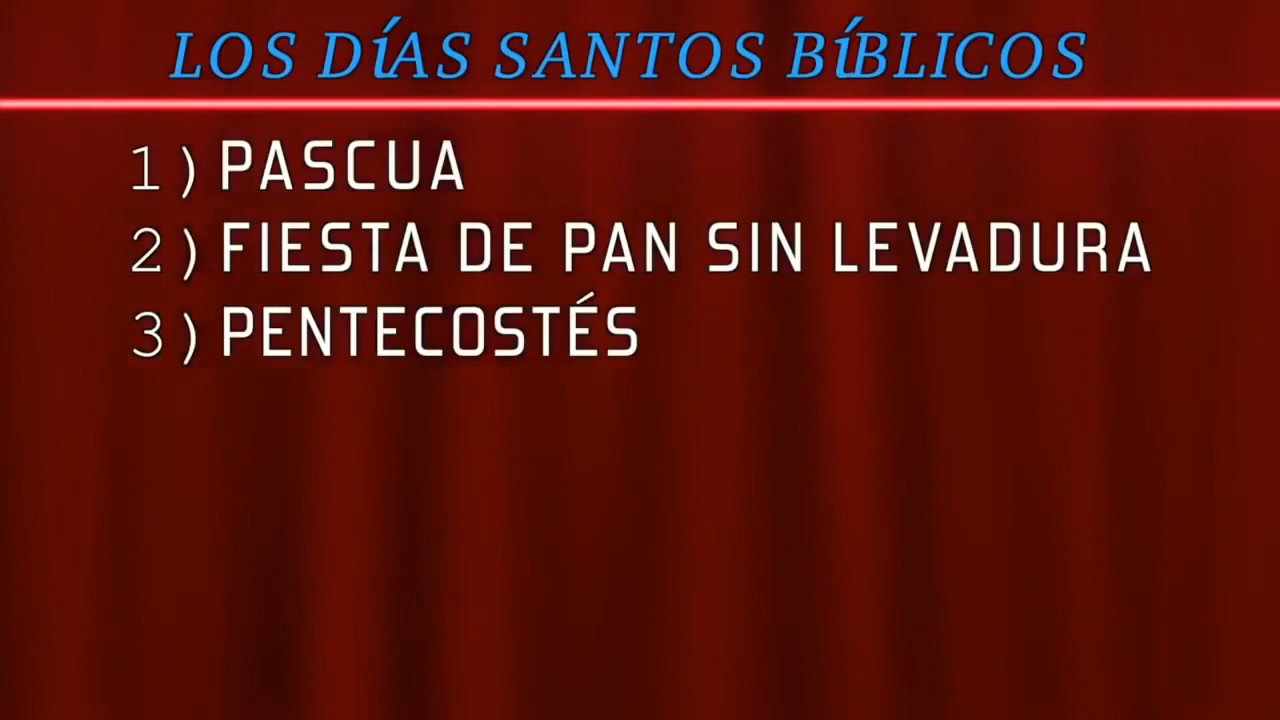 LOS DÍAS SANTOS BÍBLICOS
1) PASCUA
2) FIESTA DE PAN SIN LEVADURA
3) PENTECOSTÉS